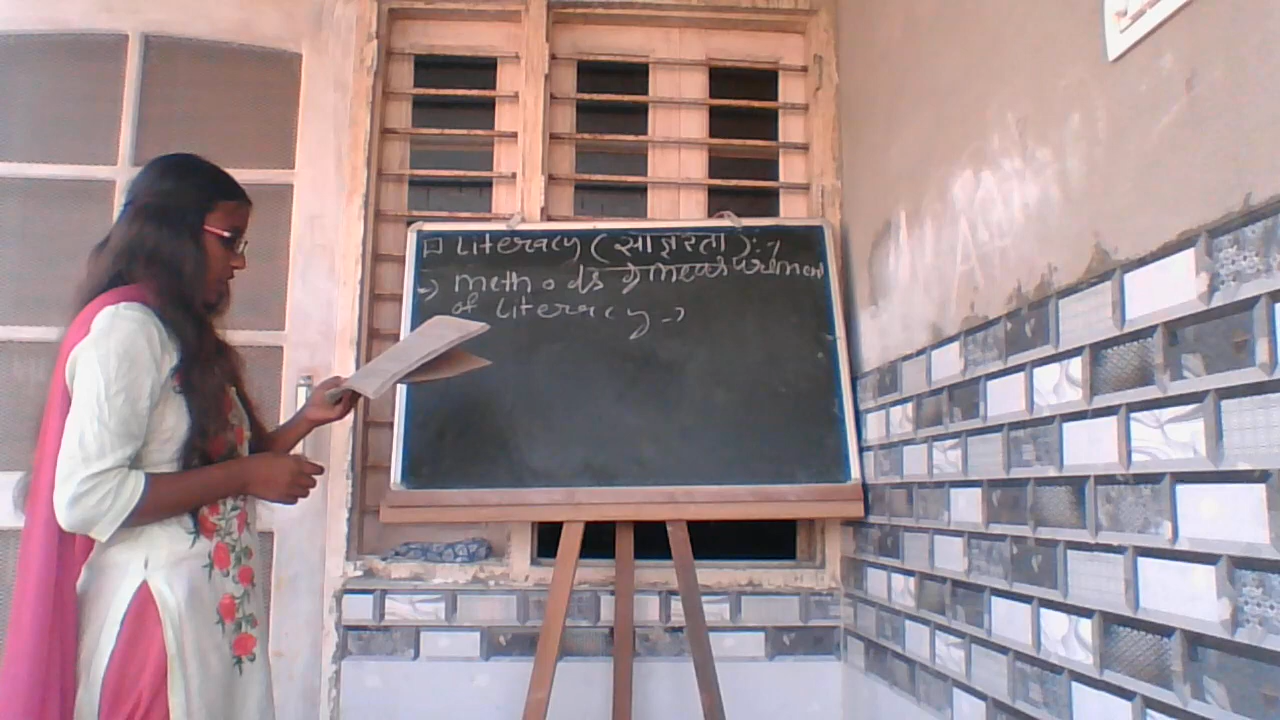 Literacy (साक्षरता) :-
→ methods of measurement
of Literacy →